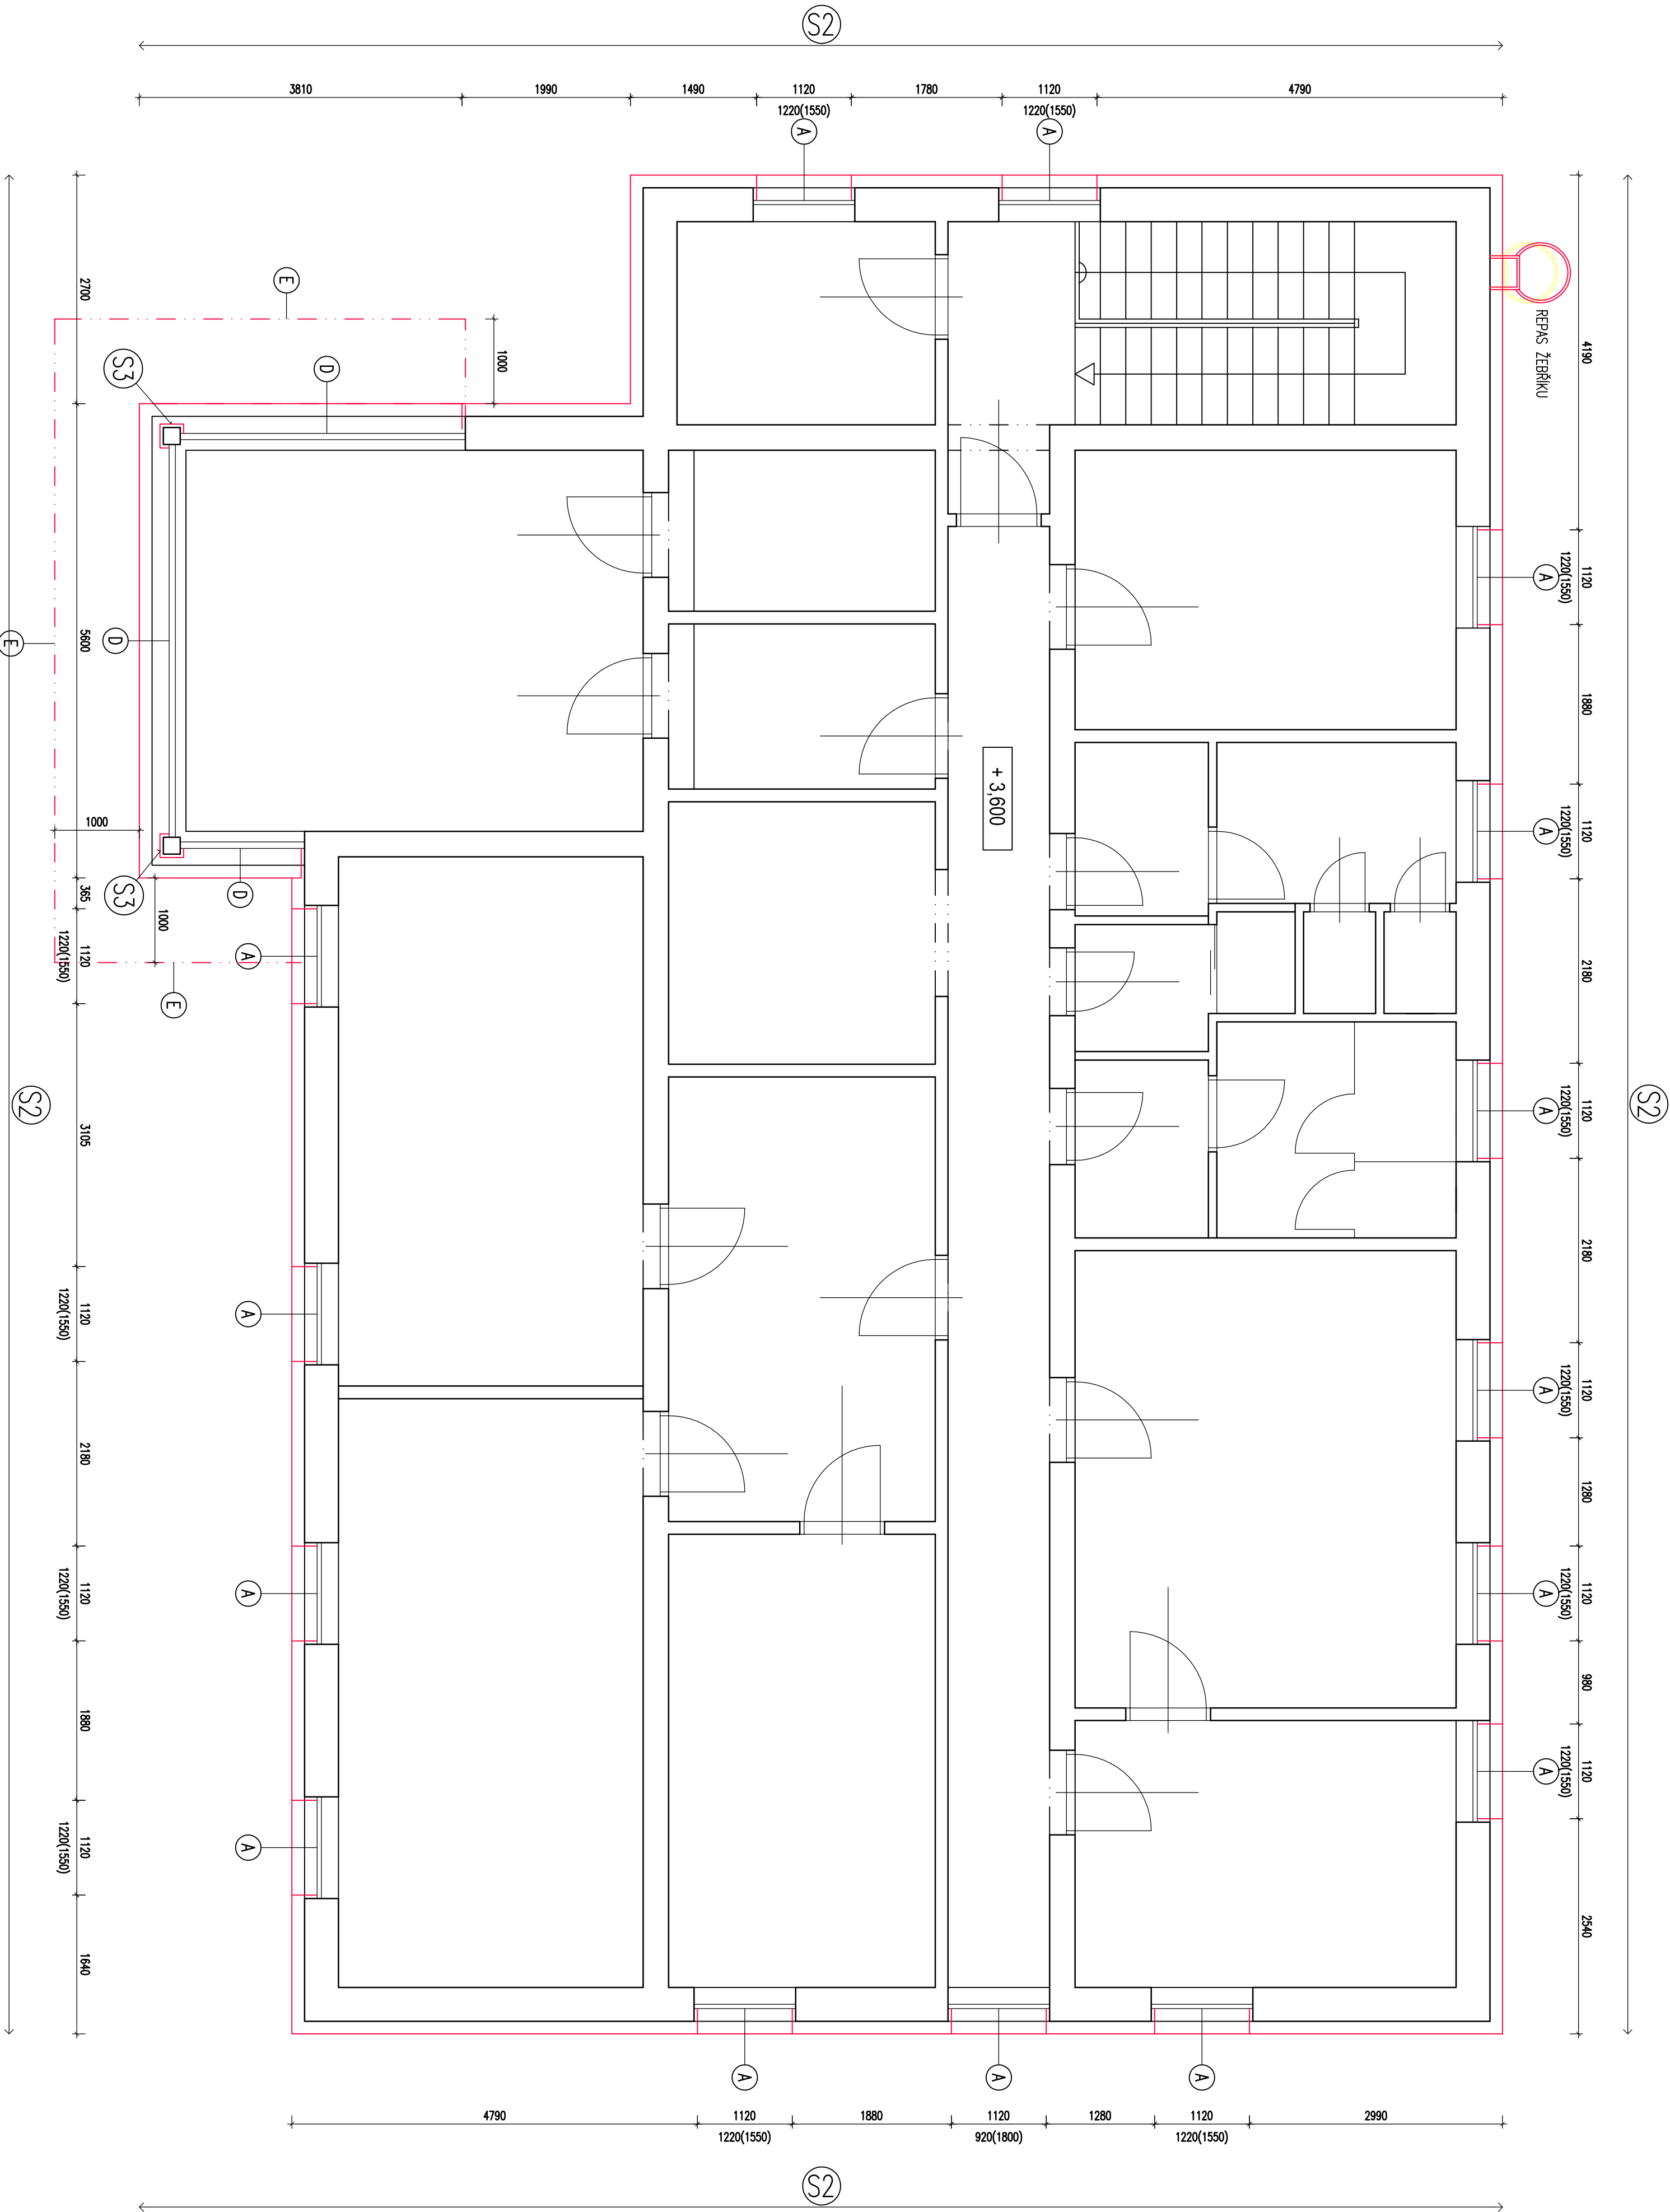 S2
3810
1990
1490
1120
1220(1550)
1780
1120
1220(1550)
4790
A
A
REPAS ŽEBŘÍKU
4190
1120
1220(1550)
1880
1120
1220(1550)
2180
1120
1220(1550)
2180
1120
1220(1550)
1280
1120
1220(1550)
980
1120
1220(1550)
2540
A
A
A
A
A
A
S2
+3,600
2700
5600
365
1120
1220(1550)
3105
1120
1220(1550)
2180
1120
1220(1550)
1880
1120
1220(1550)
1640
E
1000
S3
D
D
E
1000
S3
D
1000
E
A
A
A
A
S2
A
A
A
4790
1120
1220(1550)
1880
1120
920(1800)
1280
1120
1220(1550)
2990
S2